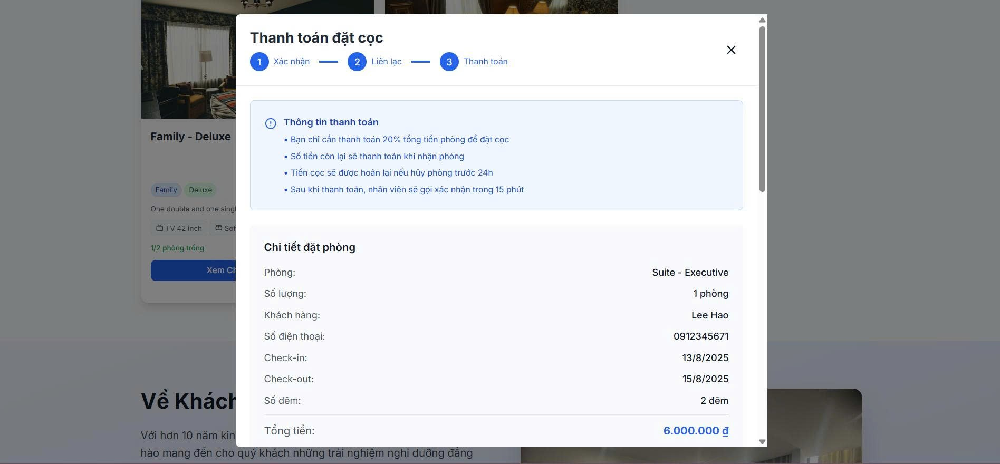 Thanh toán đặt cọc
1 Xác nhận 2 Liên lạc 3 Thanh toán
Thông tin thanh toán
• Bạn chỉ cần thanh toán 20% tổng tiền phòng để đặt cọc
• Số tiền còn lại sẽ thanh toán khi nhận phòng
• Tiền cọc sẽ được hoàn lại nếu hủy phòng trước 24h
• Sau khi thanh toán, nhân viên sẽ gọi xác nhận trong 15 phút
Chi tiết đặt phòng
Phòng: Suite - Executive
Số lượng: 1 phòng
Khách hàng: Lee Hao
Số điện thoại: 0912345671
Check-in: 13/8/2025
Check-out: 15/8/2025
Số đêm: 2 đêm
Tổng tiền: 6.000.000 ₫
Family - Deluxe
Family Deluxe
One double and one
TV 42 inch
1/2 phòng trống
Xem
Về Khách
Với hơn 10 năm
hào mang đến cho quý khách những trải nghiệm nghỉ dưỡng đẳng